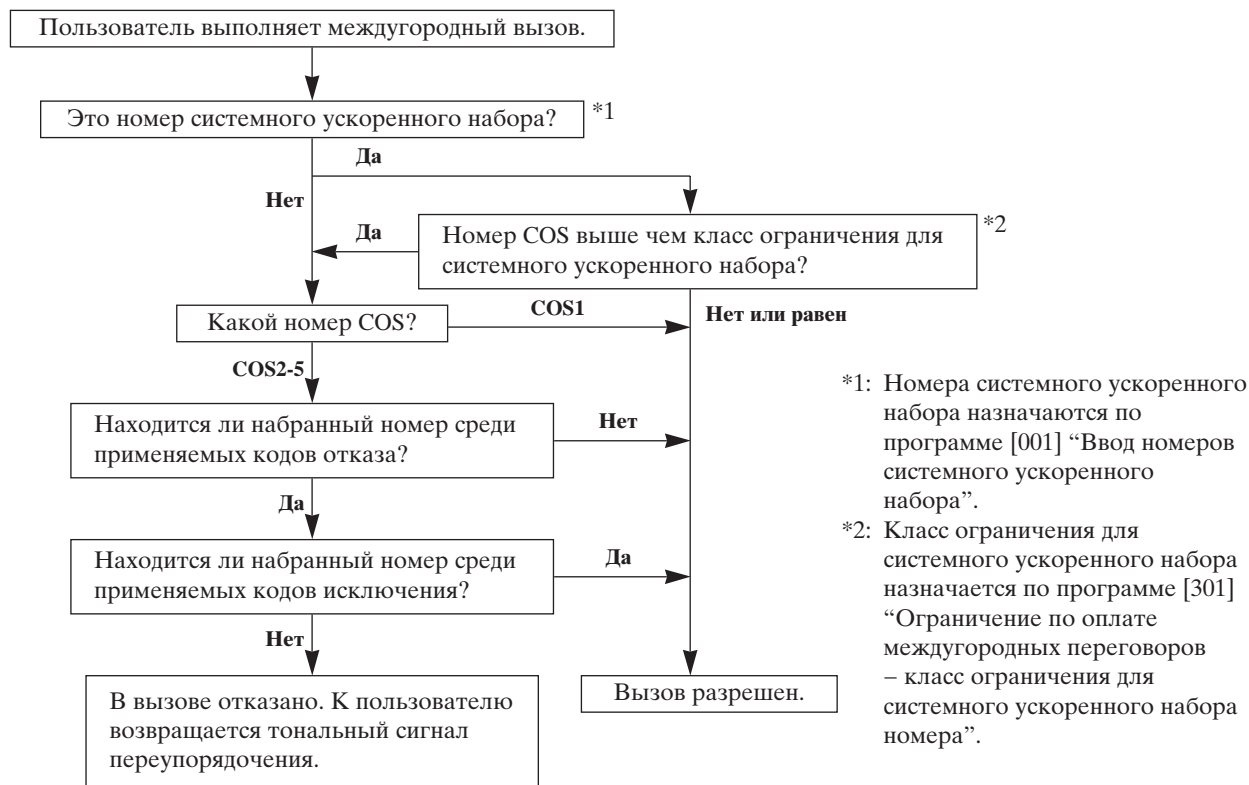 Пользователь выполняет междугородный вызов.
Это номер системного ускоренного набора?
*1
Да
Нет
Да
Номер COS выше чем класс ограничения для
системного ускоренного набора?
*2
Какой номер COS?
COS1
Нет или равен
COS2-5
Находится ли набранный номер среди
применяемых кодов отказа?
Нет
Да
Находится ли набранный номер среди
применяемых кодов исключения?
Да
Нет
В вызове отказано. К пользователю
возвращается тональный сигнал
переупорядочения.
Вызов разрешен.
*1: Номера системного ускоренного
набора назначаются по
программе [001] “Ввод номеров
системного ускоренного
набора”.
*2: Класс ограничения для
системного ускоренного набора
назначается по программе [301]
“Ограничение по оплате
междугородных переговоров
– класс ограничения для
системного ускоренного набора
номера”.